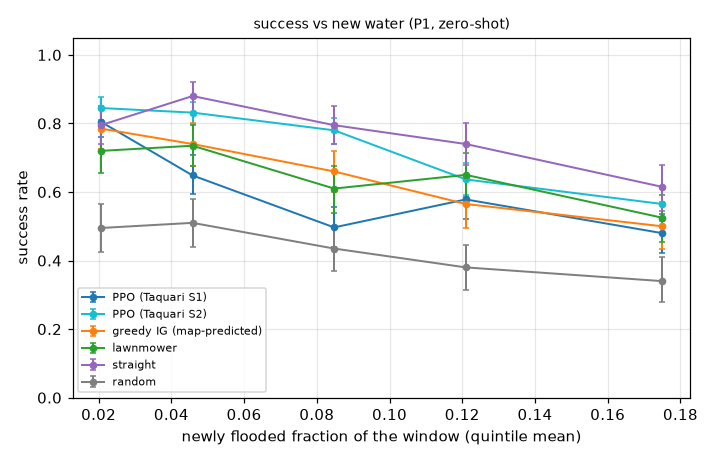 success vs new water (P1, zero-shot)
1.0
0.8
0.6
0.4
0.2
0.0
success rate
PPO (Taquari S1)
PPO (Taquari S2)
greedy IG (map-predicted)
lawnmower
straight
random
0.02 0.04 0.06 0.08 0.10 0.12 0.14 0.16 0.18
newly flooded fraction of the window (quintile mean)